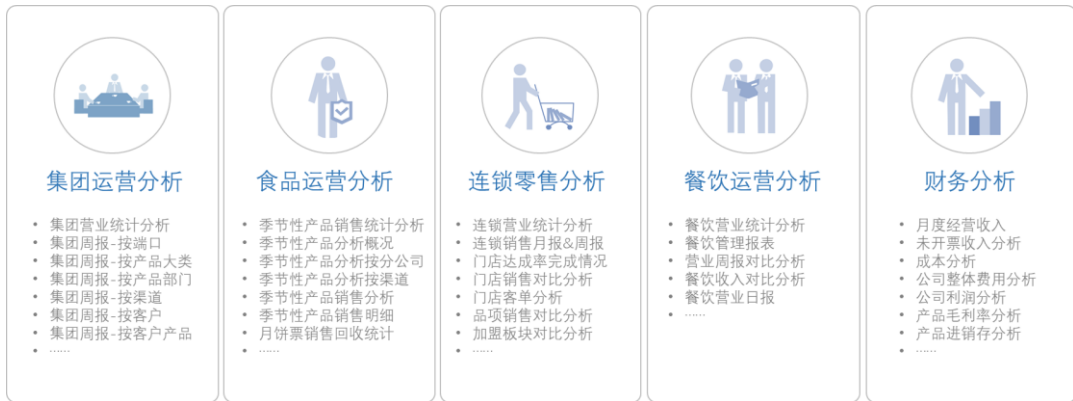 集团运营分析
• 集团营业统计分析
• 集团周报-按端口
• 集团周报-按产品大类
• 集团周报-按产品部门
• 集团周报-按渠道
• 集团周报-按客户
• 集团周报-按客户产品
• ……
食品运营分析
• 季节性产品销售统计分析
• 季节性产品分析概况
• 季节性产品分析按分公司
• 季节性产品分析按渠道
• 季节性产品销售分析
• 季节性产品销售明细
• 月饼票销售回收统计
• ……
连锁零售分析
• 连锁营业统计分析
• 连锁销售月报&周报
• 门店达成率完成情况
• 门店销售对比分析
• 门店客单分析
• 品项销售对比分析
• 加盟板块对比分析
• ……
餐饮运营分析
• 餐饮营业统计分析
• 餐饮管理报表
• 营业周报对比分析
• 餐饮收入对比分析
• 餐饮营业日报
• ……
财务分析
• 月度经营收入
• 未开票收入分析
• 成本分析
• 公司整体费用分析
• 公司利润分析
• 产品毛利率分析
• 产品进销存分析
• ……